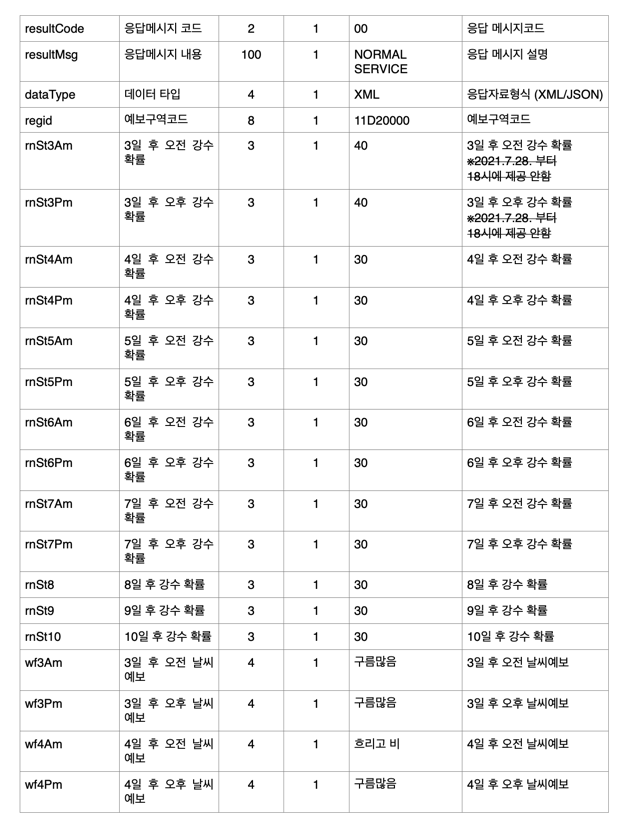 resultCode 응답메시지 코드 2 1 00 응답 메시지코드
resultMsg 응답메시지 내용 100 1 NORMAL 응답 메시지 설명
SERVICE
dataType 데이터 타입 4 1 XML 응답자료형식 (XML/JSON)
regid 예보구역코드 8 1 11D20000 예보구역코드
rnSt3Am 3일 후 오전 강수 3 1 40 3일 후 오전 강수 확률
확률 ※2021.7.28. 부터
18시에 제공 안함
rnSt3Pm 3일 후 오후 강수 3 1 40 3일 후 오후 강수 확률
확률 ※2021.7.28. 부터
18시에 제공 안함
rnSt4Am 4일 후 오전 강수 3 1 30 4일 후 오전 강수 확률
확률
rnSt4Pm 4일 후 오후 강수 3 1 30 4일 후 오후 강수 확률
확률
rnSt5Am 5일 후 오전 강수 3 1 30 5일 후 오전 강수 확률
확률
rnSt5Pm 5일 후 오후 강수 3 1 30 5일 후 오후 강수 확률
확률
rnSt6Am 6일 후 오전 강수 3 1 30 6일 후 오전 강수 확률
확률
rnSt6Pm 6일 후 오후 강수 3 1 30 6일 후 오후 강수 확률
확률
rnSt7Am 7일 후 오전 강수 3 1 30 7일 후 오전 강수 확률
확률
rnSt7Pm 7일 후 오후 강수 3 1 30 7일 후 오후 강수 확률
확률
rnSt8 8일 후 강수 확률 3 1 30 8일 후 강수 확률
rnSt9 9일 후 강수 확률 3 1 30 9일 후 강수 확률
rnSt10 10일 후 강수 확률 3 1 30 10일 후 강수 확률
wf3Am 3일 후 오전 날씨 4 1 구름많음 3일 후 오전 날씨예보
예보
wf3Pm 3일 후 오후 날씨 4 1 구름많음 3일 후 오후 날씨예보
예보
wf4Am 4일 후 오전 날씨 4 1 흐리고 비 4일 후 오전 날씨예보
예보
wf4Pm 4일 후 오후 날씨 4 1 구름많음 4일 후 오후 날씨예보
예보